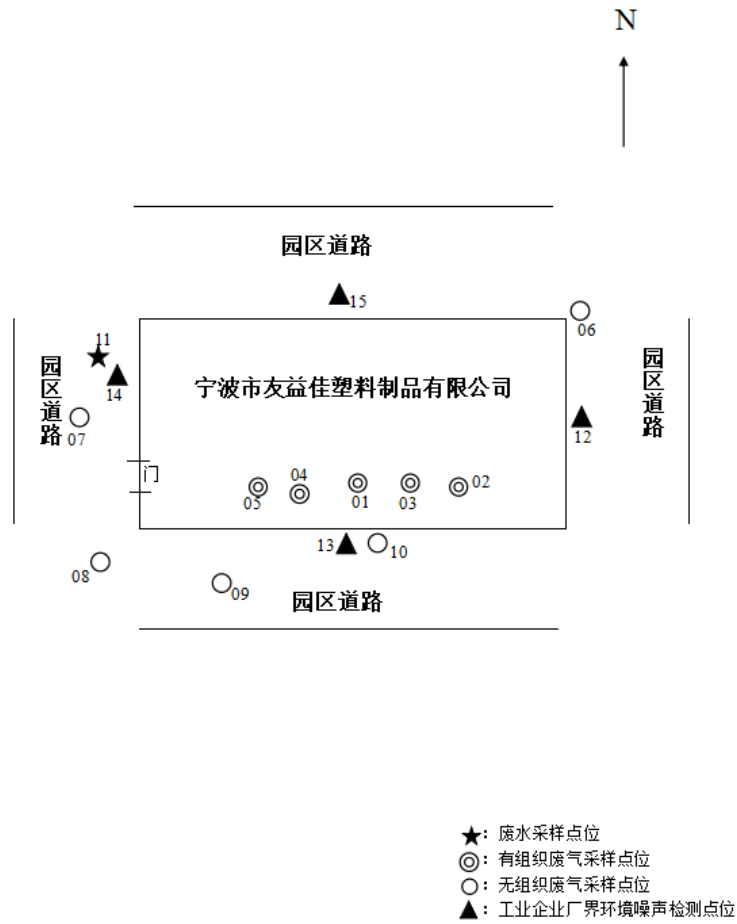 N
园区道路
15
06
11
园区道路
14
宁波市友益佳塑料制品有限公司
园区道路
07
12
门
04
05
01
03
02
13
10
08
09
园区道路
★：废水采样点位
◎：有组织废气采样点位
○：无组织废气采样点位
▲：工业企业厂界环境噪声检测点位